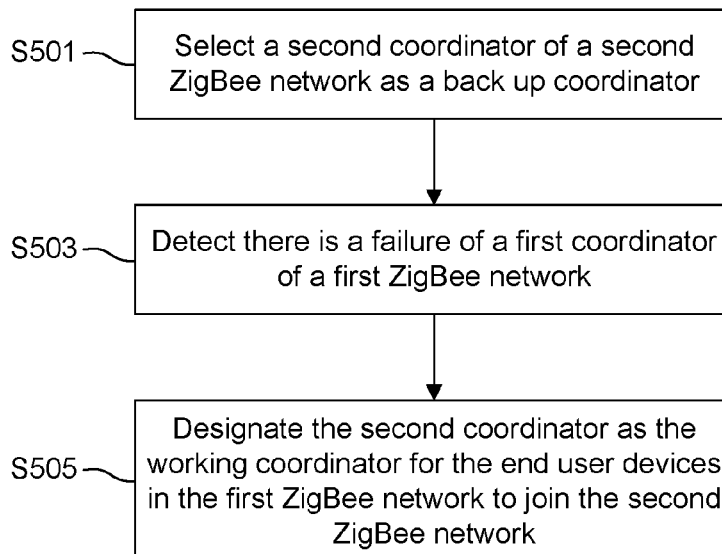 S501
Select a second coordinator of a second
ZigBee network as a back up coordinator
S503
Detect there is a failure of a first coordinator
of a first ZigBee network
S505
Designate the second coordinator as the
working coordinator for the end user devices
in the first ZigBee network to join the second
ZigBee network